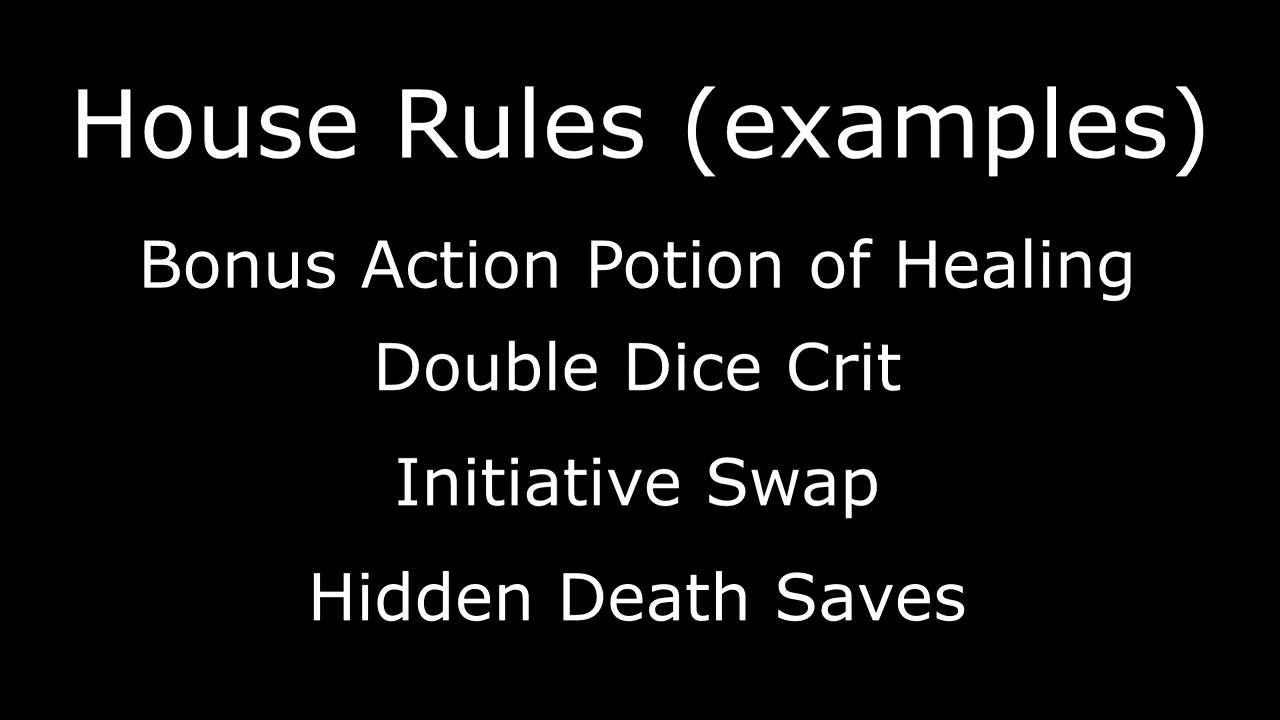 House Rules (examples)
Bonus Action Potion of Healing
Double Dice Crit
Initiative Swap
Hidden Death Saves